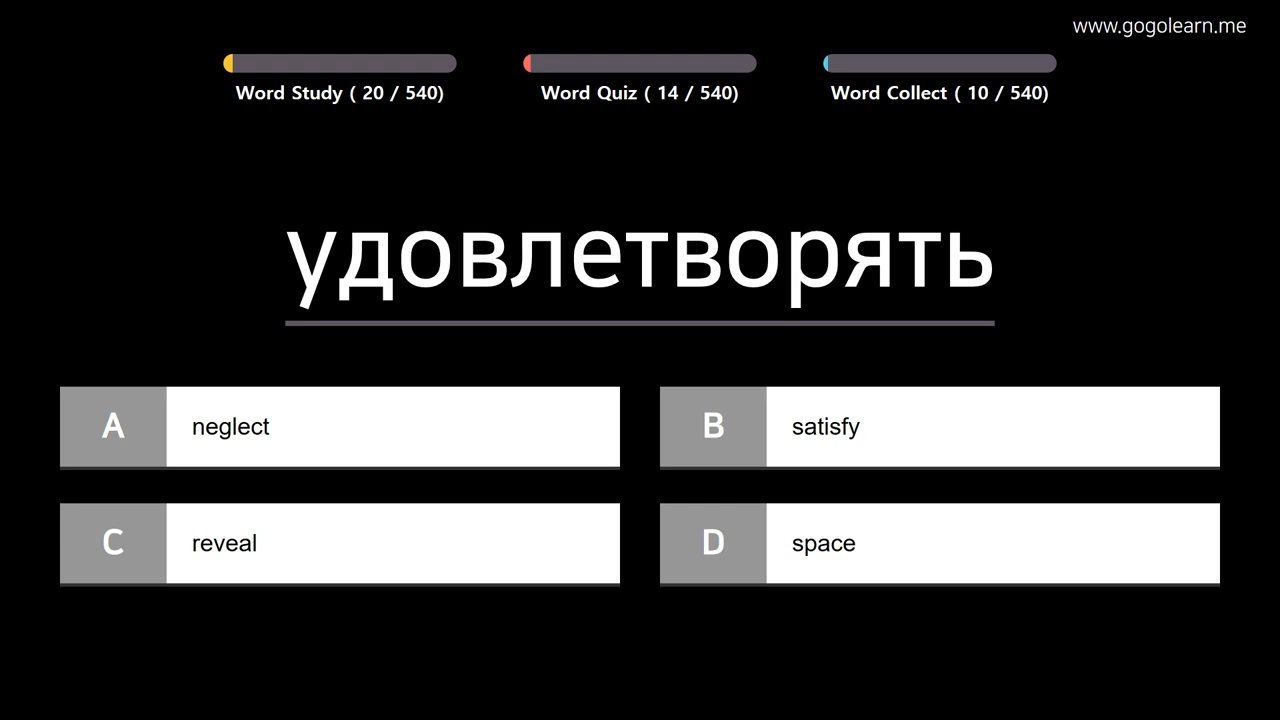 www.gogolearn.me
Word Study ( 20 / 540)
Word Quiz ( 14 / 540)
Word Collect ( 10 / 540)
удовлетворять
A neglect
B satisfy
C reveal
D space